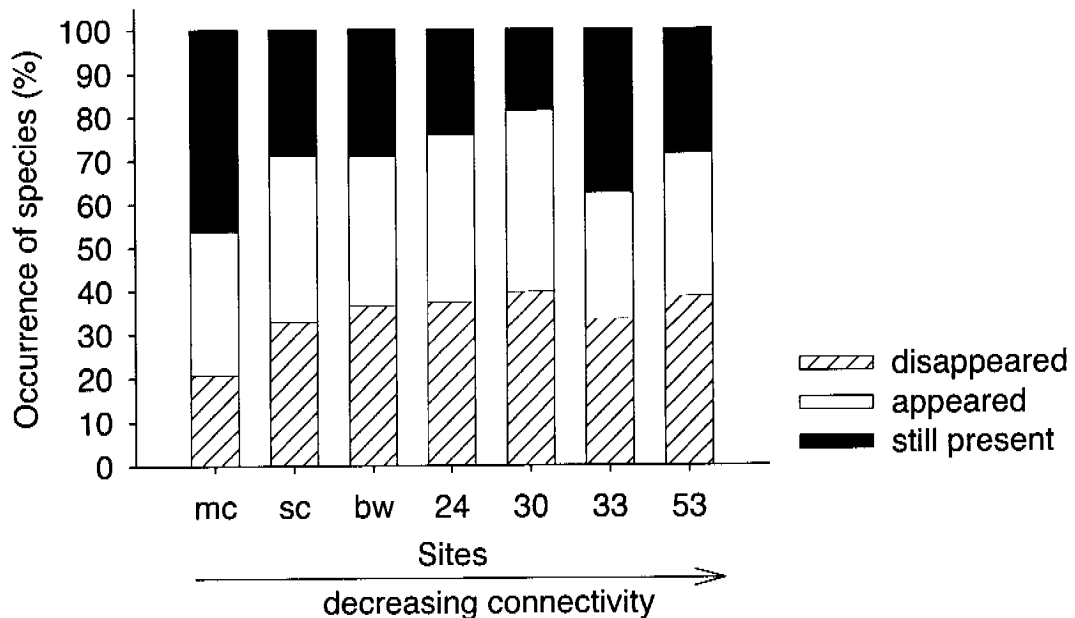 Occurrence of species (%)
100
90
80
70
60
50
40
30
20
10
0
mc sc bw 24 30 33 53
Sites
decreasing connectivity
disappeared
appeared
still present